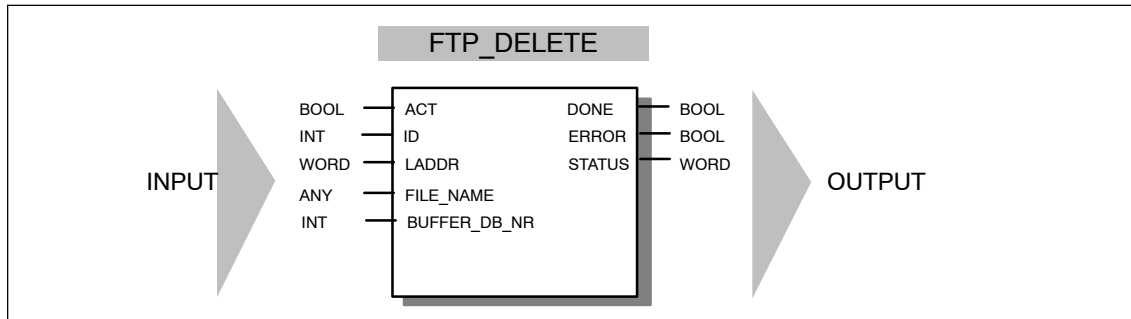 FTP_DELETE
BOOL ACT DONE BOOL
INT ID ERROR BOOL
WORD LADDR STATUS WORD
INPUT OUTPUT
ANY FILE_NAME
INT BUFFER_DB_NR